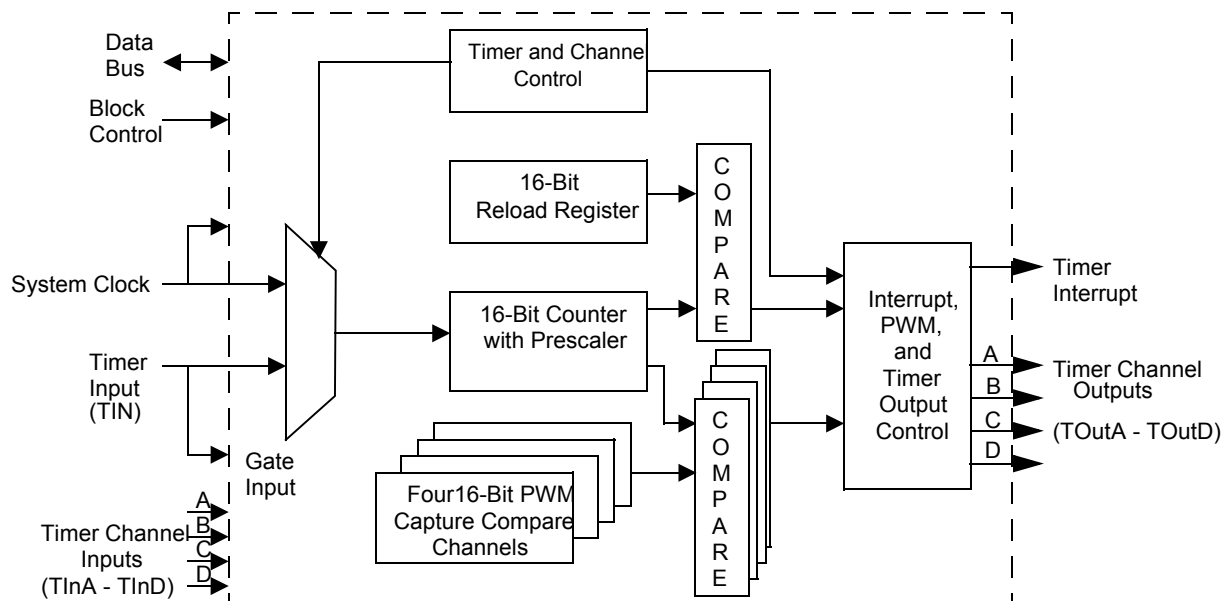 Data
Bus
Block
Control
System Clock
Timer
Input
(TIN)
Gate
Input
Timer Channel
Inputs
(TInA - TInD)
A
B
C
D
Timer and Channel
Control
16-Bit
Reload Register
16-Bit Counter
with Prescaler
Four16-Bit PWM
Capture Compare
Channels
C
O
M
P
A
R
E
C
O
M
P
A
R
E
Interrupt,
PWM,
and
Timer
Output
Control
Timer
Interrupt
A
B
C
D
Timer Channel
Outputs
(TOutA - TOutD)